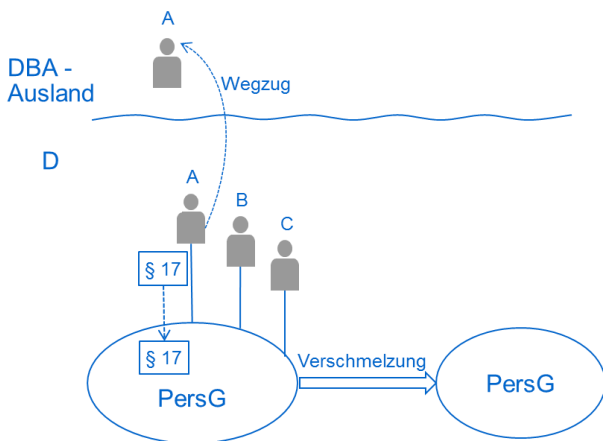 A
DBA -
Ausland
Wegzug
D
A
B
C
§ 17
§ 17
Verschmelzung
PersG
PersG